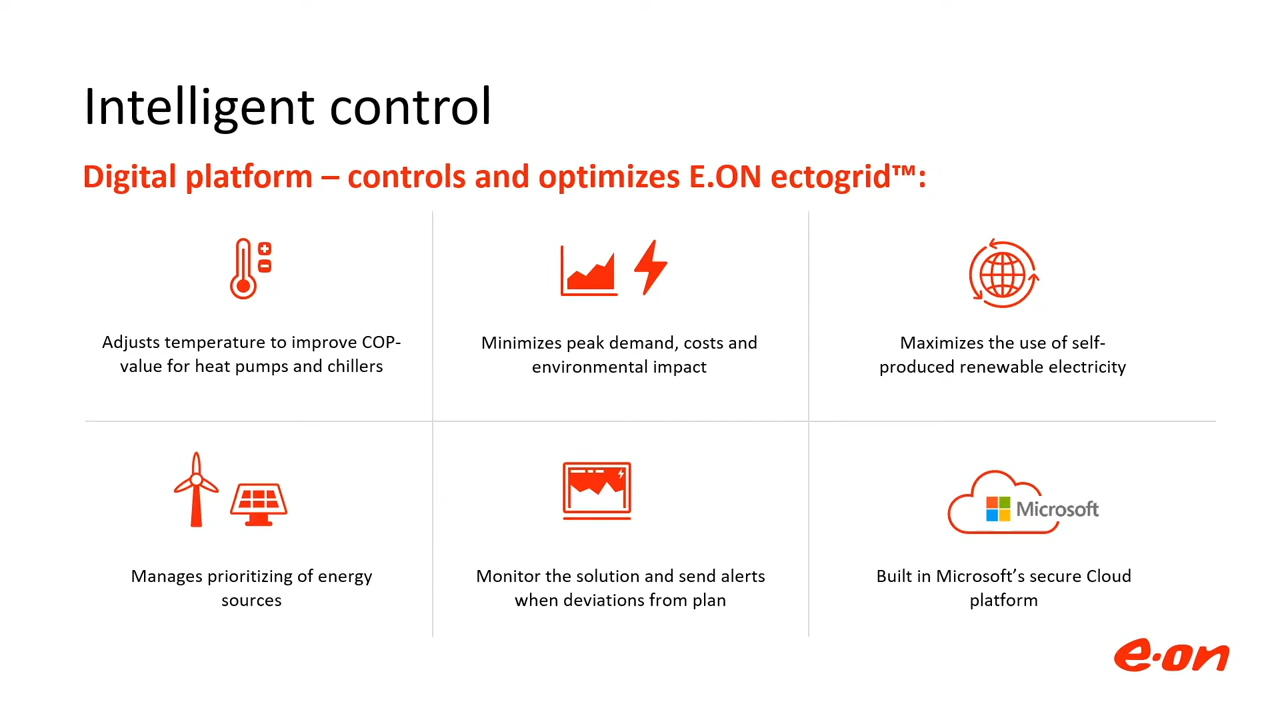 Intelligent control
Digital platform – controls and optimizes E.ON ectogrid™:
Adjusts temperature to improve COP-
value for heat pumps and chillers
Minimizes peak demand, costs and
environmental impact
Maximizes the use of self-
produced renewable electricity
Manages prioritizing of energy
sources
Monitor the solution and send alerts
when deviations from plan
Microsoft
Built in Microsoft’s secure Cloud
platform
e·on